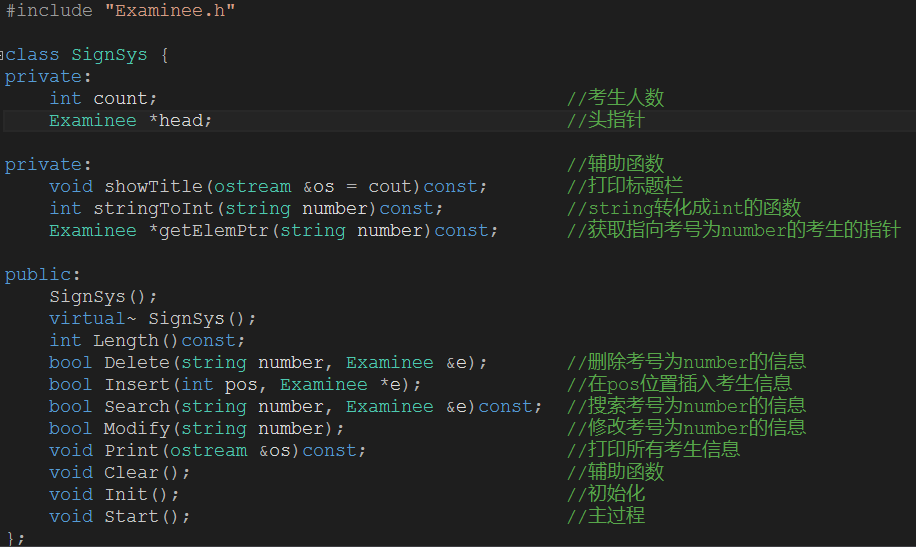 #include "Examinee.h"
class SignSys {
private:
    int count; //考生人数
    Examinee *head; //头指针
private: //辅助函数
    void showTitle(ostream &os = cout)const; //打印标题栏
    int stringToInt(string number)const; //string转化成int的函数
    Examinee *getElemPtr(string number)const; //获取指向考号为number的考生的指针
public:
    SignSys();
    virtual~ SignSys();
    int Length()const;
    bool Delete(string number, Examinee &e); //删除考号为number的信息
    bool Insert(int pos, Examinee *e); //在pos位置插入考生信息
    bool Search(string number, Examinee &e)const; //搜索考号为number的信息
    bool Modify(string number); //修改考号为number的信息
    void Print(ostream &os)const; //打印所有考生信息
    void Clear(); //辅助函数
    void Init(); //初始化
    void Start(); //主过程
};